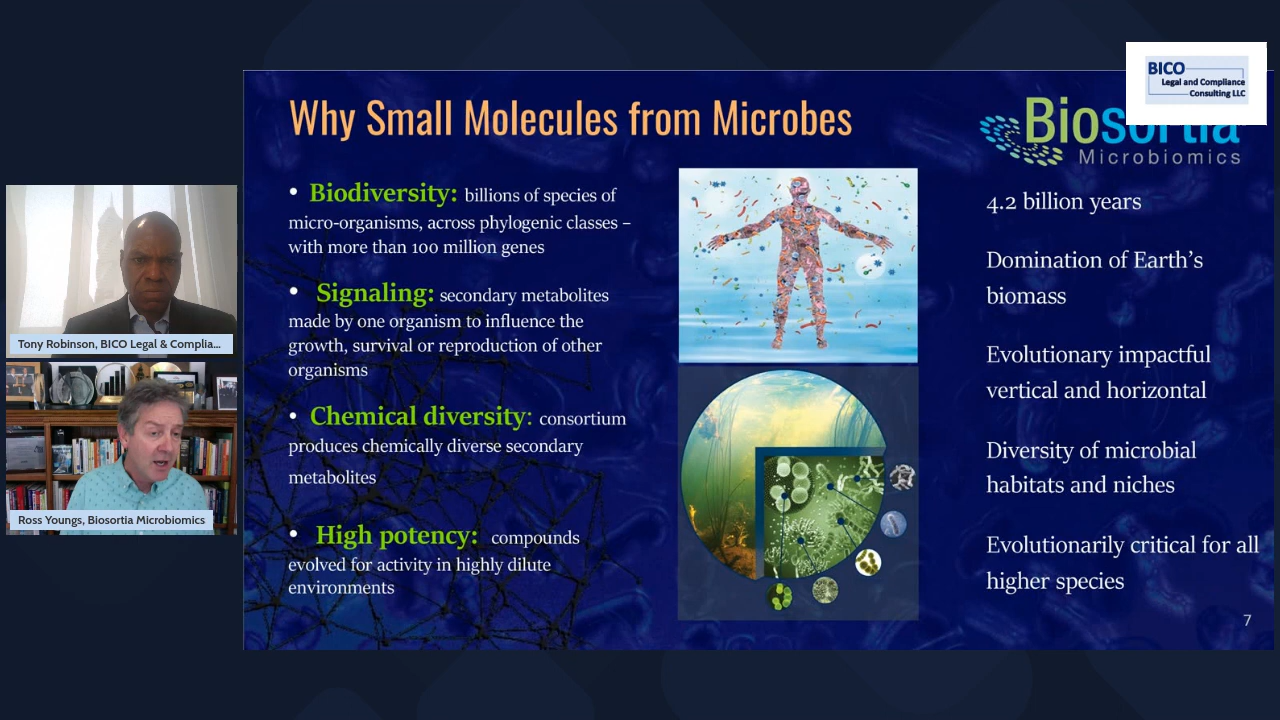 BICO
Legal and Compliance
Consulting LLC
Why Small Molecules from Microbes
Biosortia
Microbiomics
• Biodiversity: billions of species of
micro-organisms, across phylogenic classes –
with more than 100 million genes
• Signaling: secondary metabolites
made by one organism to influence the
growth, survival or reproduction of other
organisms
• Chemical diversity: consortium
produces chemically diverse secondary
metabolites
• High potency: compounds
evolved for activity in highly dilute
environments
4.2 billion years
Domination of Earth's
biomass
Evolutionary impactful
vertical and horizontal
Diversity of microbial
habitats and niches
Evolutionarily critical for all
higher species
7
Tony Robinson, BICO Legal & Complia...
Ross Youngs, Biosortia Microbiomics